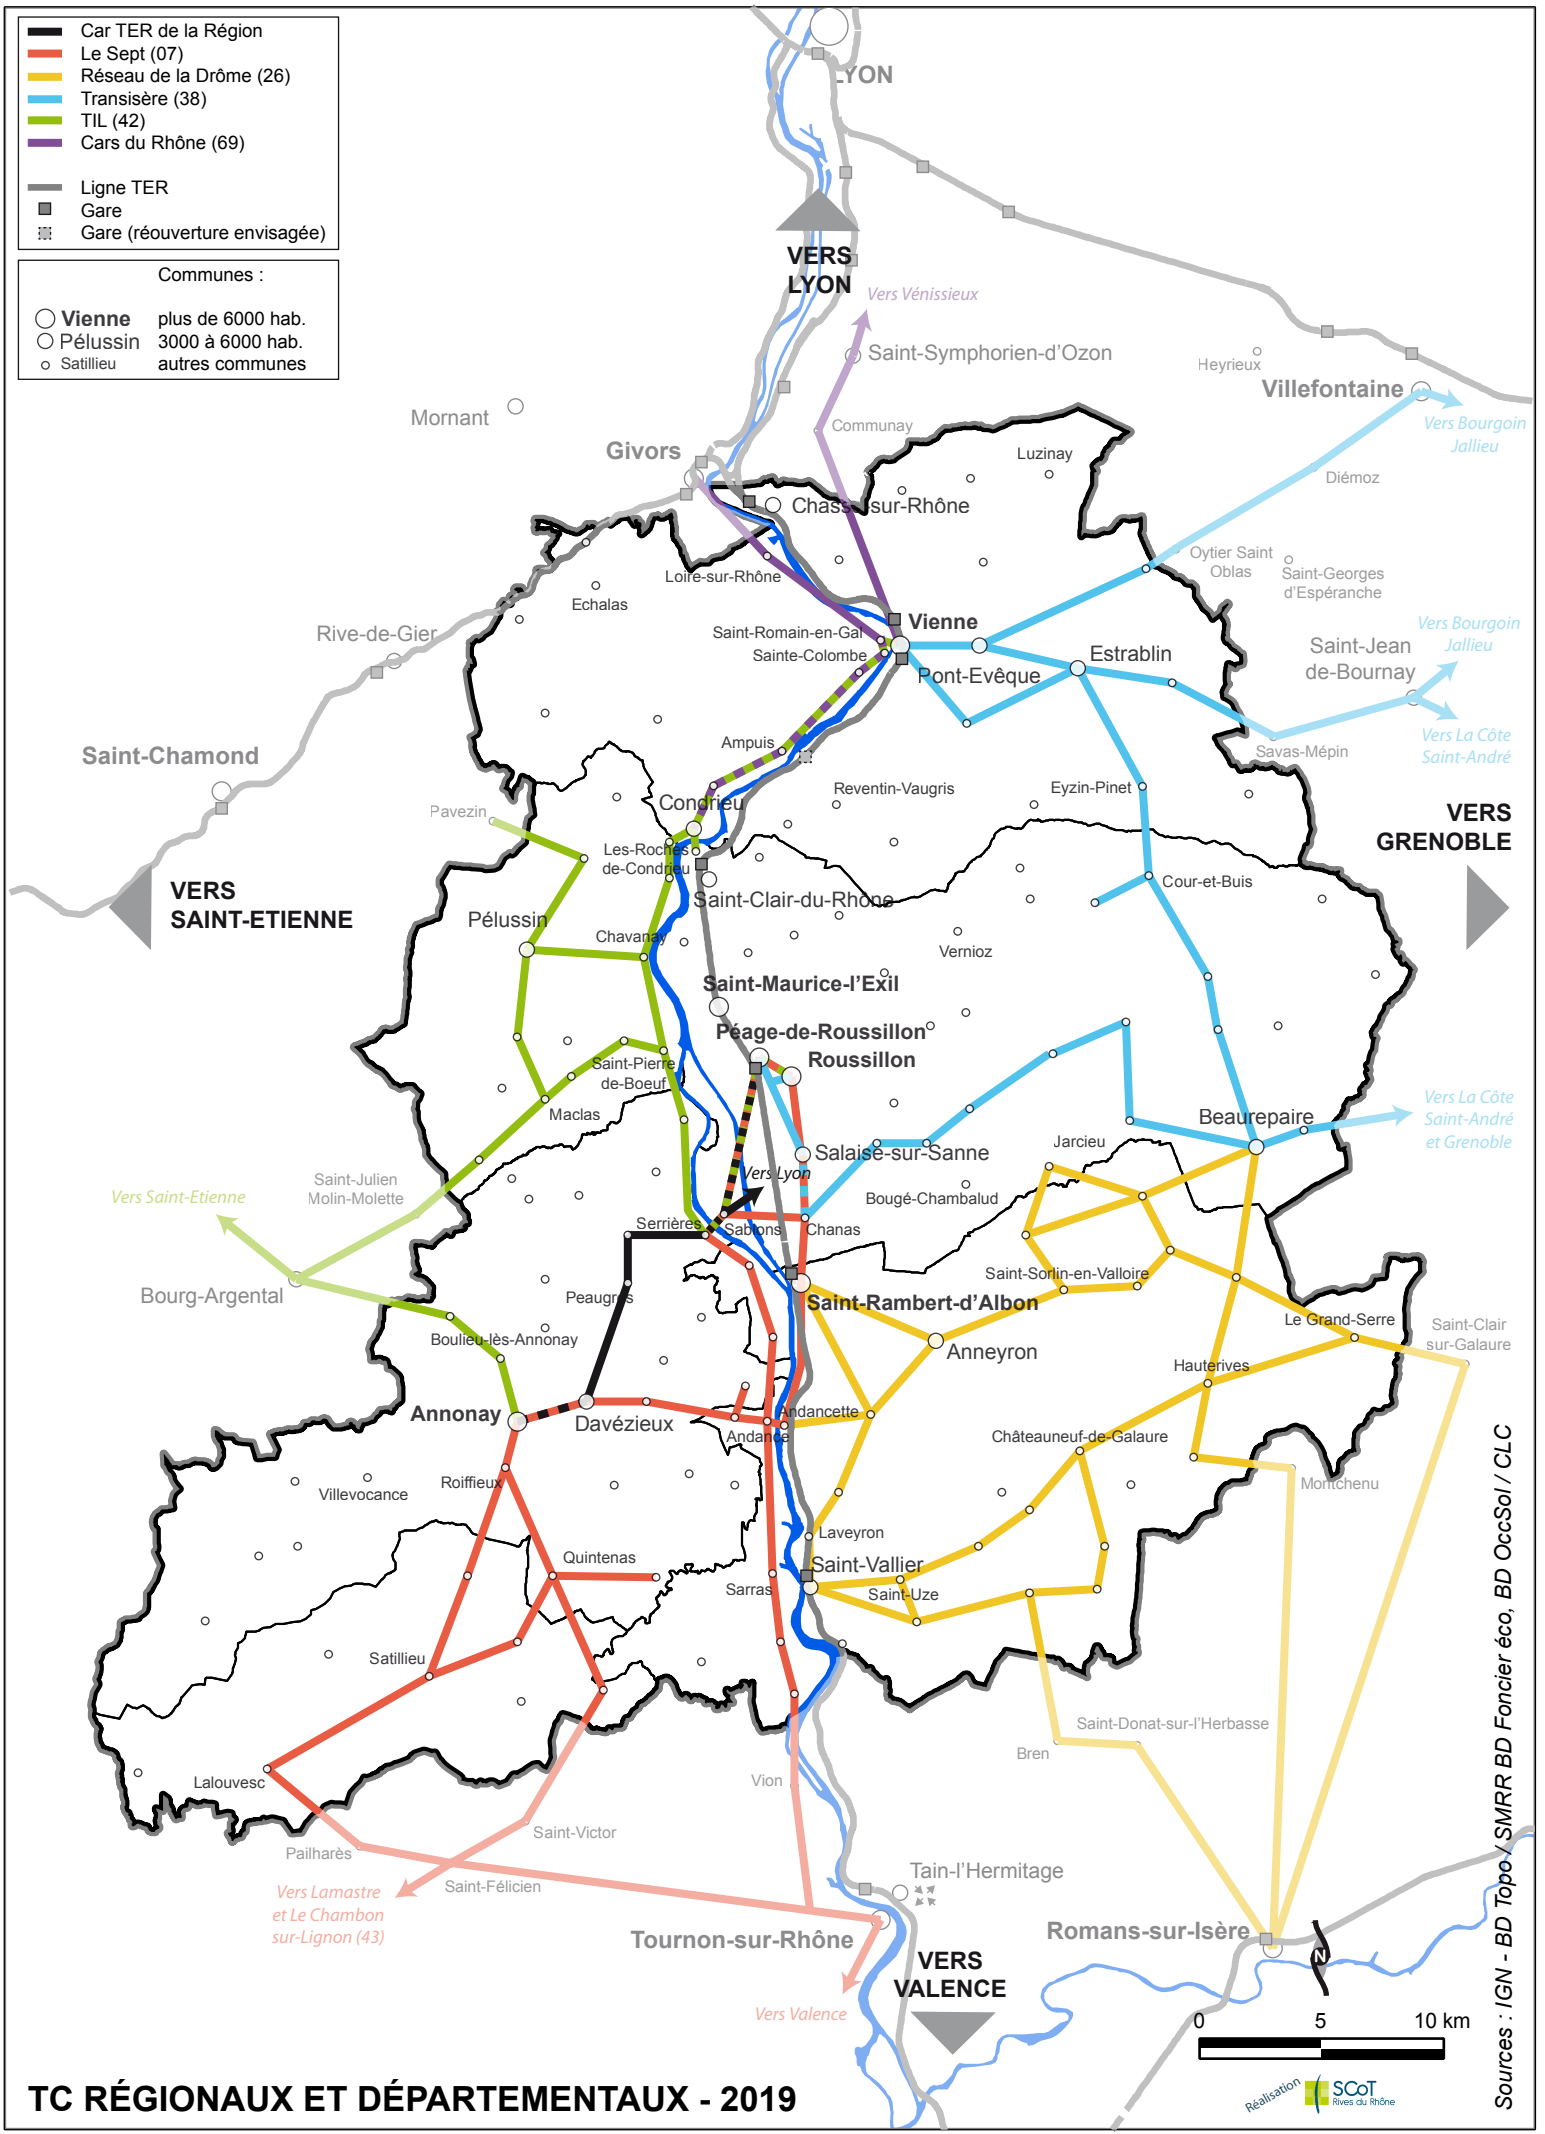 Car TER de la Région
Le Sept (07)
Réseau de la Drôme (26)
Transisère (38)
TIL (42)
Cars du Rhône (69)
Ligne TER
Gare
Gare (réouverture envisagée)
Communes :
Vienne plus de 6000 hab.
Pélussin 3000 à 6000 hab.
Satillieu autres communes
LYON
VERS
LYON
Vers Vénissieux
Saint-Symphorien-d'Ozon
Heyrieux
Villefontaine
Mornant
Communay
Vers Bourgoin
Jallieu
Givors
Luzinay
Diémoz
Chasse-sur-Rhône
Oytier Saint
Oblas
Saint-Georges
d'Espéranche
Loire-sur-Rhône
Echalas
Rive-de-Gier
Saint-Romain-en-Gal
Vienne
Vers Bourgoin
Jallieu
Sainte-Colombe
Estrablin
Saint-Jean
de-Bournay
Pont-Evêque
Ampuis
Savas-Mépin
Vers La Côte
Saint-André
Saint-Chamond
Reventin-Vaugris
Eyzin-Pinet
Condrieu
Pavezin
VERS
GRENOBLE
Les-Roches
de-Condrieu
VERS
SAINT-ETIENNE
Cour-et-Buis
Saint-Clair-du-Rhône
Pélussin
Chavanay
Vernioz
Saint-Maurice-l'Exil
Péage-de-Roussillon
Roussillon
Saint-Pierre
de-Boeuf
Maclas
Beaurepaire
Vers La Côte
Saint-André
et Grenoble
Jarcieu
Salaise-sur-Sanne
Vers Lyon
Saint-Julien
Molin-Molette
Vers Saint-Etienne
Bougé-Chambalud
Serrières
Sablons
Chanas
Saint-Sorlin-en-Valloire
Bourg-Argental
Peaugres
Saint-Rambert-d'Albon
Le Grand-Serre
Saint-Clair
sur-Galaure
Boulieu-lès-Annonay
Anneyron
Hauterives
Annonay
Davézieux
Andancette
Andance
Châteauneuf-de-Galaure
Roiffieux
Villevocance
Montchenu
Laveyron
Quintenas
Saint-Vallier
Sarras
Saint-Uze
Satillieu
Saint-Donat-sur-l'Herbasse
Bren
Lalouvesc
Vion
Saint-Victor
Pailharès
Saint-Félicien
Tain-l'Hermitage
Vers Lamastre
et Le Chambon
sur-Lignon (43)
Tournon-sur-Rhône
Romans-sur-Isère
VERS
VALENCE
N
Vers Valence
0 5 10 km
TC RÉGIONAUX ET DÉPARTEMENTAUX - 2019
Réalisation
SCoT
Rives du Rhône
Sources : IGN - BD Topo / SMRR BD Foncier éco, BD OccSol / CLC